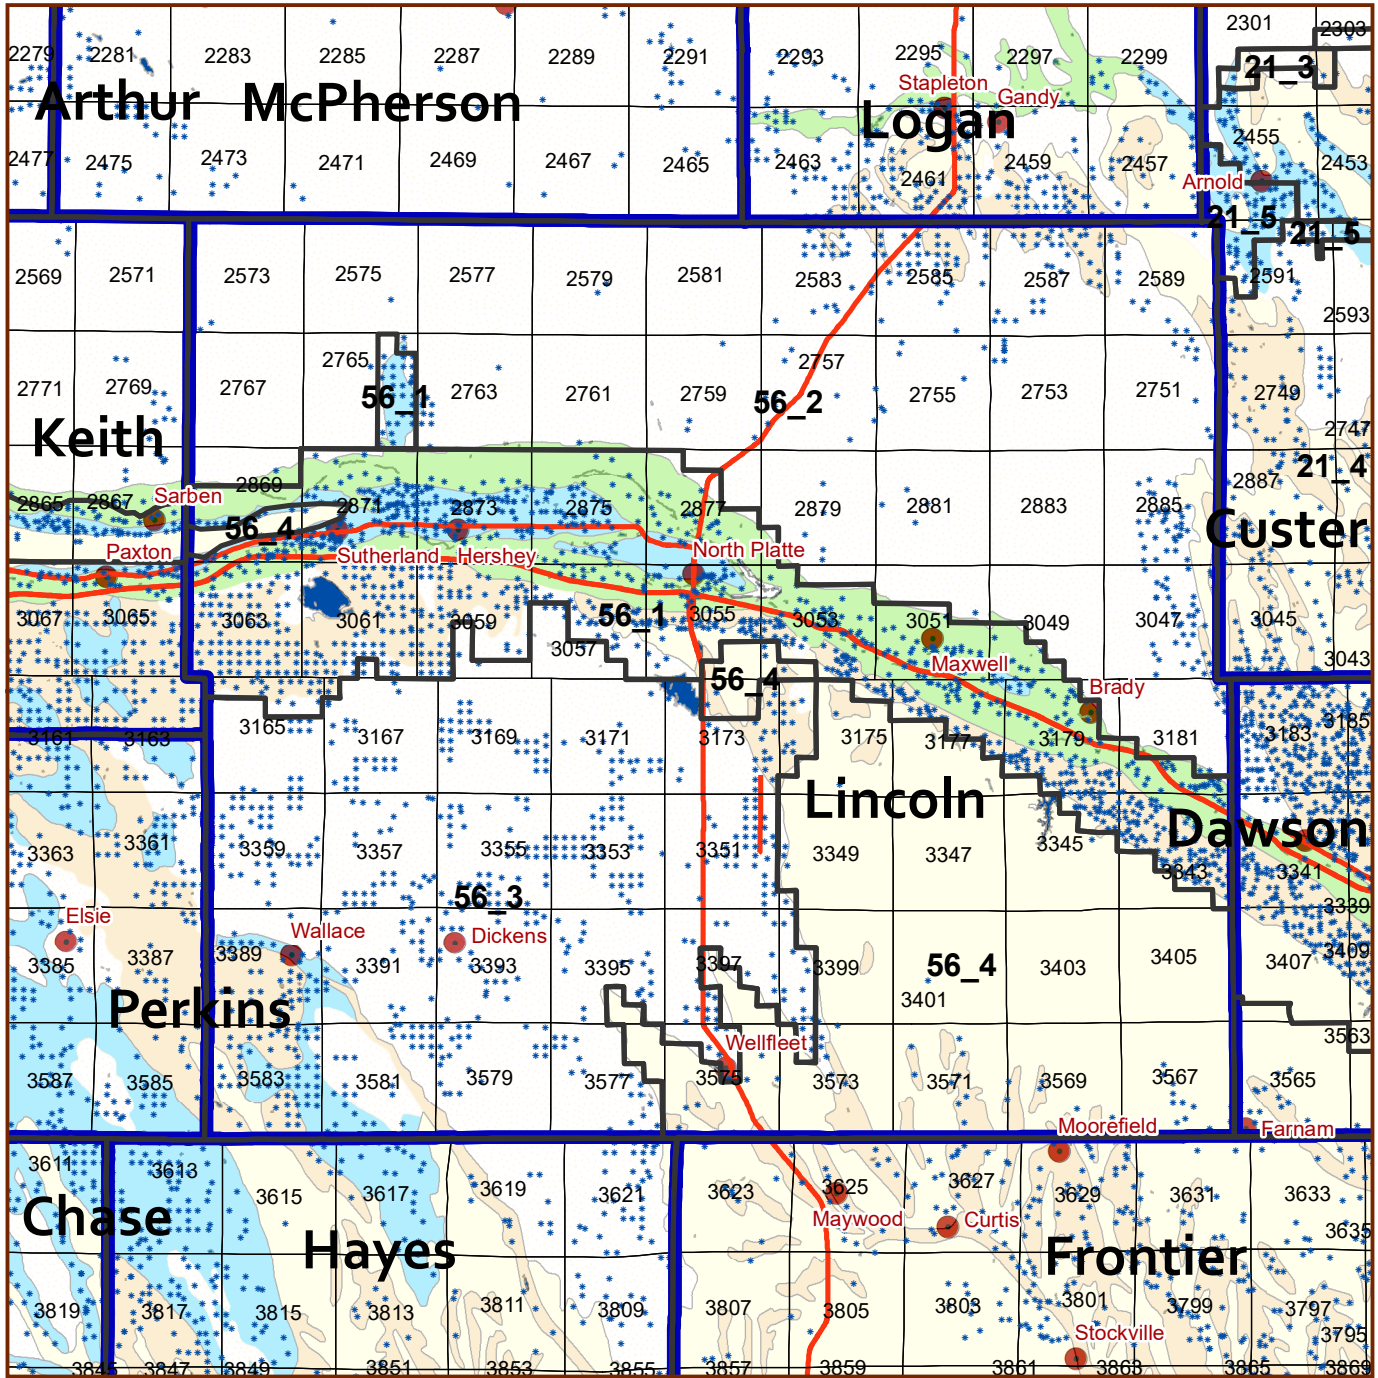 2301 2303
2279 2281 2283 2285 2287 2289 2291 2293 2295 2297 2299
21_3
Stapleton Gandy
Arthur McPherson Logan
2477 2475 2473 2471 2469 2467 2465 2463 2461 2459 2457 2455 2453
Arnold
21_5 21_5
2569 2571 2573 2575 2577 2579 2581 2583 2585 2587 2589 2591
2593
2765 2757
2771 2769 2767 56_1 2763 2761 2759 56_2 2755 2753 2751 2749
2747
Keith 21_4
2865 2867 Sarben 2869 2871 2873 2875 2877 2879 2881 2883 2885 2887
56_4 Custer
Paxton Sutherland Hershey North Platte
3067 3065 3063 3061 3059 56_1 3055 3053 3051 3049 3047 3045
3057 3043
Maxwell
56_4 Brady
3161 3163 3165 3167 3169 3171 3173 3175 3177 3179 3181 3183 3185
Lincoln
Dawson
3363 3361 3359 3357 3355 3353 3351 3349 3347 3345 3343 3341
56_3 3339
Elsie Wallace Dickens
3385 3387 3389 3391 3393 3395 3397 3399 56_4 3403 3405 3407 3409
3401
Perkins
Wellfleet 3563
3587 3585 3583 3581 3579 3577 3575 3573 3571 3569 3567 3565
Moorefield Farnam
3611 3613 3615 3617 3619 3621 3623 3625 3627 3629 3631 3633
Chase Maywood Curtis 3635
Hayes Frontier
3819 3817 3815 3813 3811 3809 3807 3805 3803 3801 3799 3797
Stockville 3795
3845 3847 3849 3851 3853 3855 3857 3859 3861 3863 3865 3869